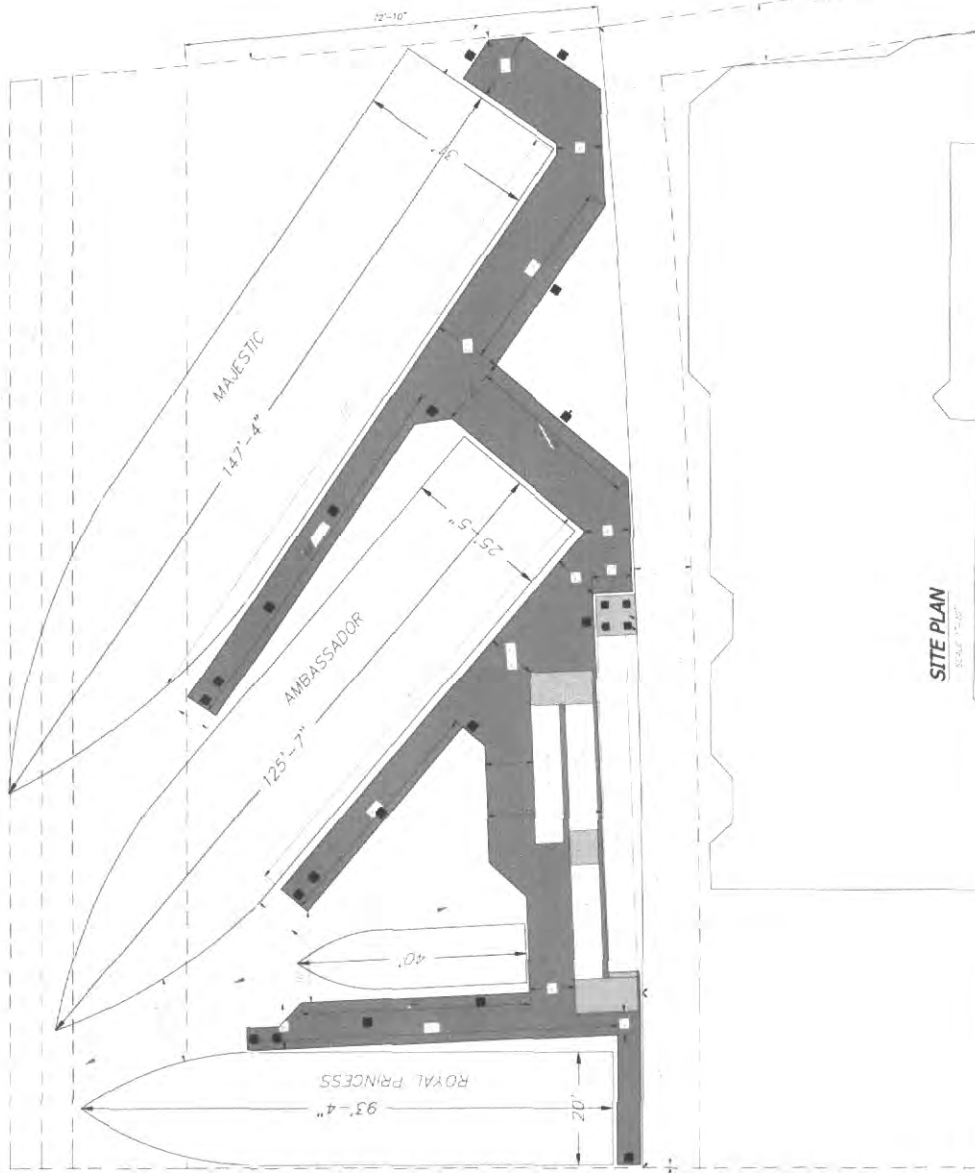 MAJESTIC
147'-4"
AMBASSADOR
125'-7"
25'-5"
40'
ROYAL PRINCESS
93'-4"
20'
SITE PLAN